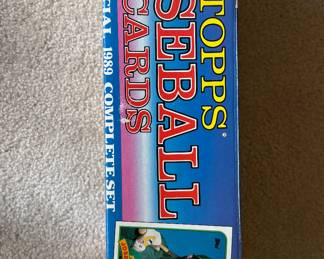 TOPPS®
SEBALL
CARDS
CIAL 1989 COMPLETE SET